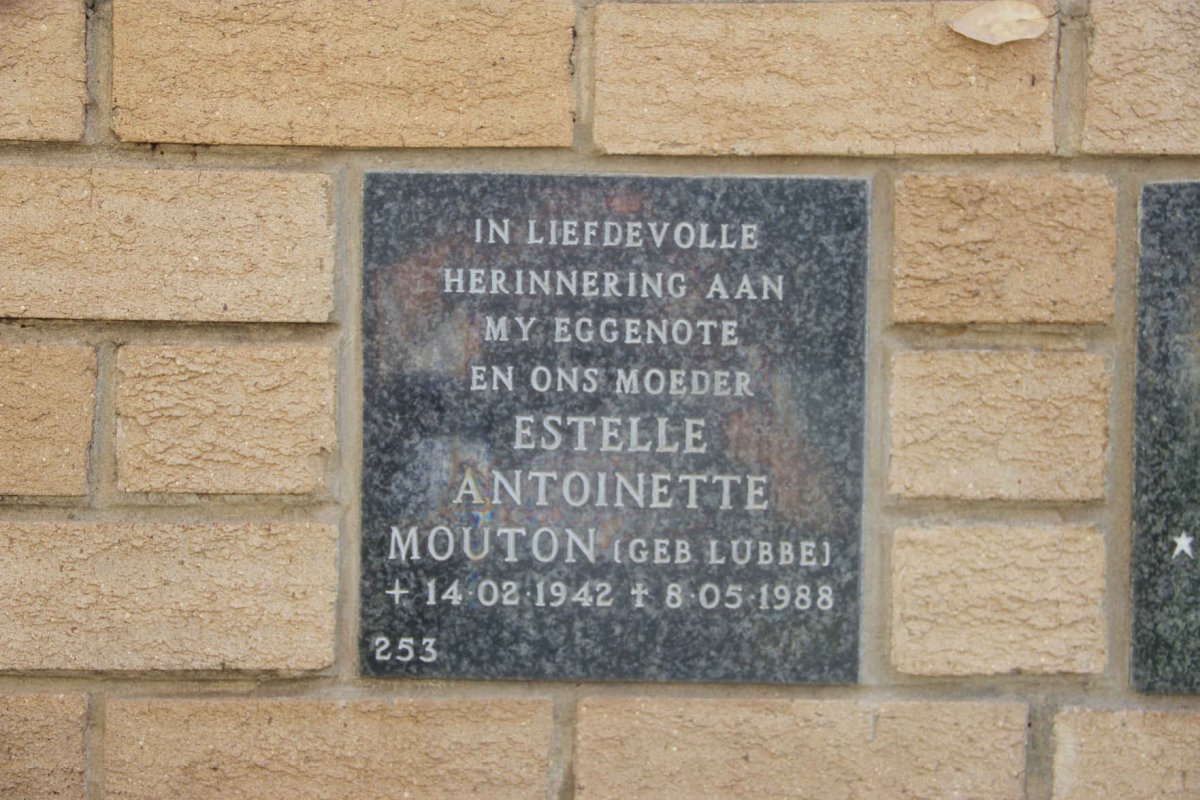 IN LIEFDEVOLLE
HERINNERING AAN
MY EGGENOTE
EN ONS MOEDER
ESTELLE
ANTOINETTE
MOUTON (GEB LUBBE)
+ 14·02·1942 ✝ 8·05·1988
253